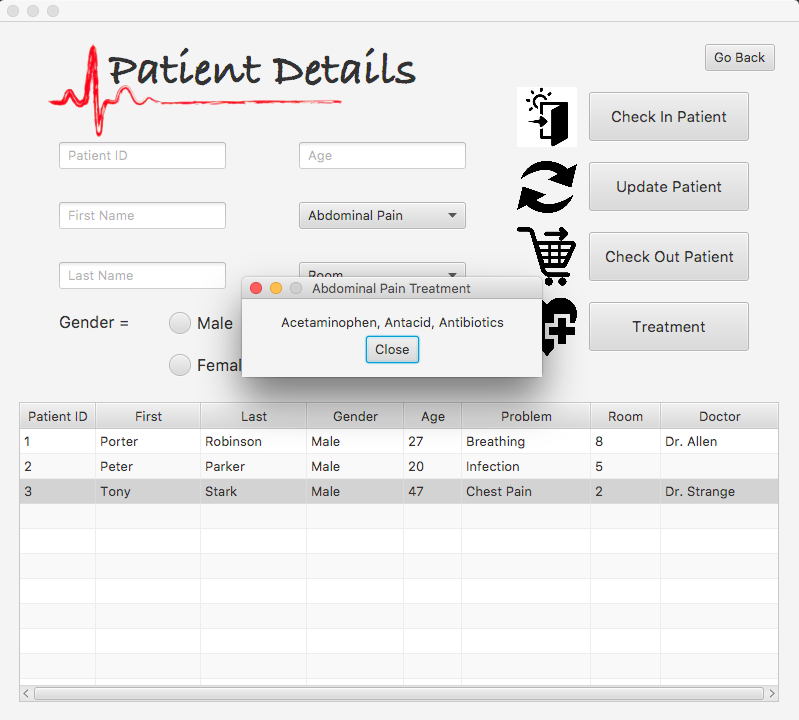 Patient Details
Go Back
Check In Patient
Patient ID
Age
Update Patient
First Name
Abdominal Pain
Check Out Patient
Last Name
Room
Abdominal Pain Treatment
Gender =
Male
Acetaminophen, Antacid, Antibiotics
Treatment
Close
Femal
Patient ID First Last Gender Age Problem Room Doctor
1 Porter Robinson Male 27 Breathing 8 Dr. Allen
2 Peter Parker Male 20 Infection 5
3 Tony Stark Male 47 Chest Pain 2 Dr. Strange